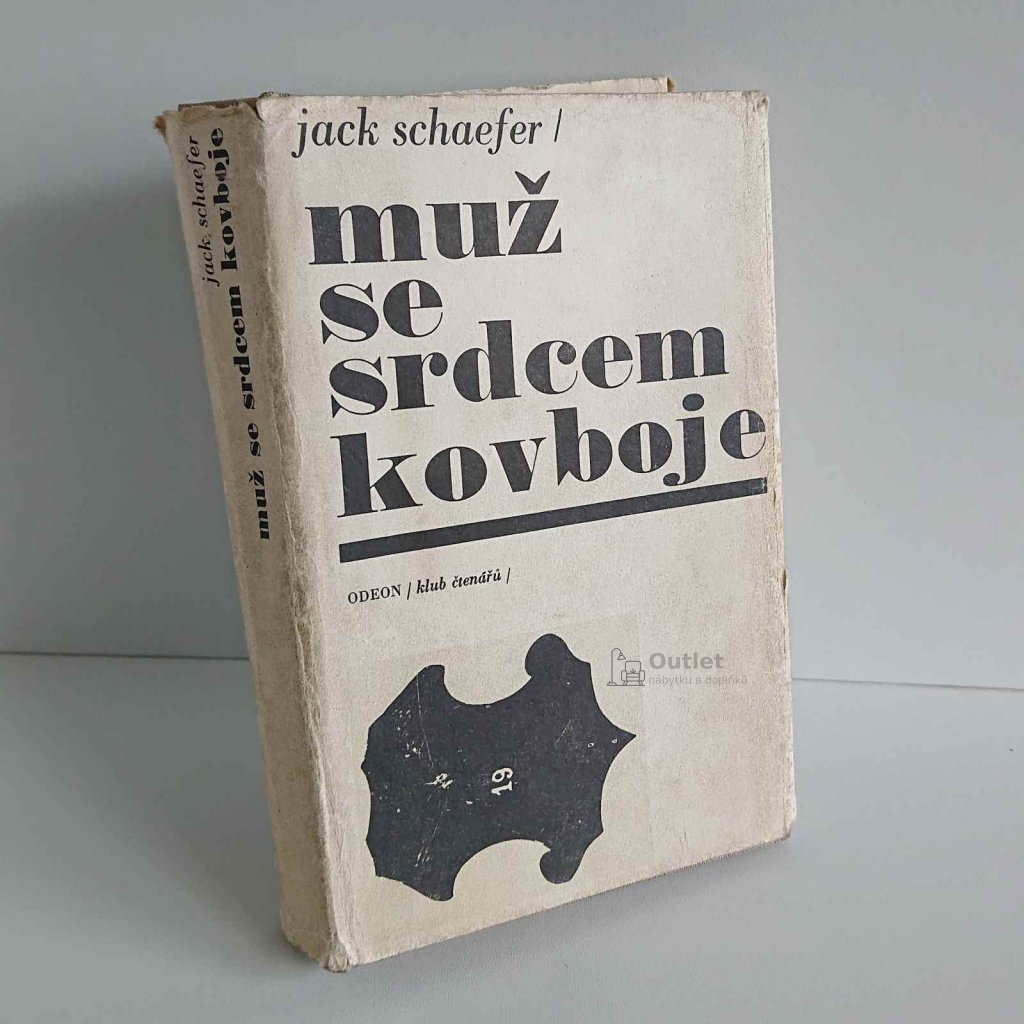 jack schaefer
muž se srdcem kovboje
jack schaefer /
muž
se
srdcem
kovboje
ODEON / klub čtenářů /
Outlet
nábytku a doplňků
19